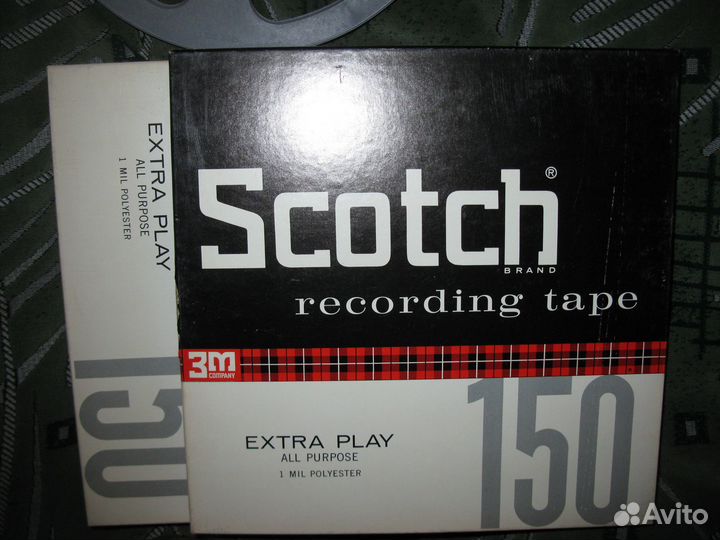 Scotch®
BRAND
recording tape
3M
COMPANY
EXTRA PLAY
ALL PURPOSE
1 MIL POLYESTER
150
EXTRA PLAY
ALL PURPOSE
1 MIL POLYESTER
150
Avito